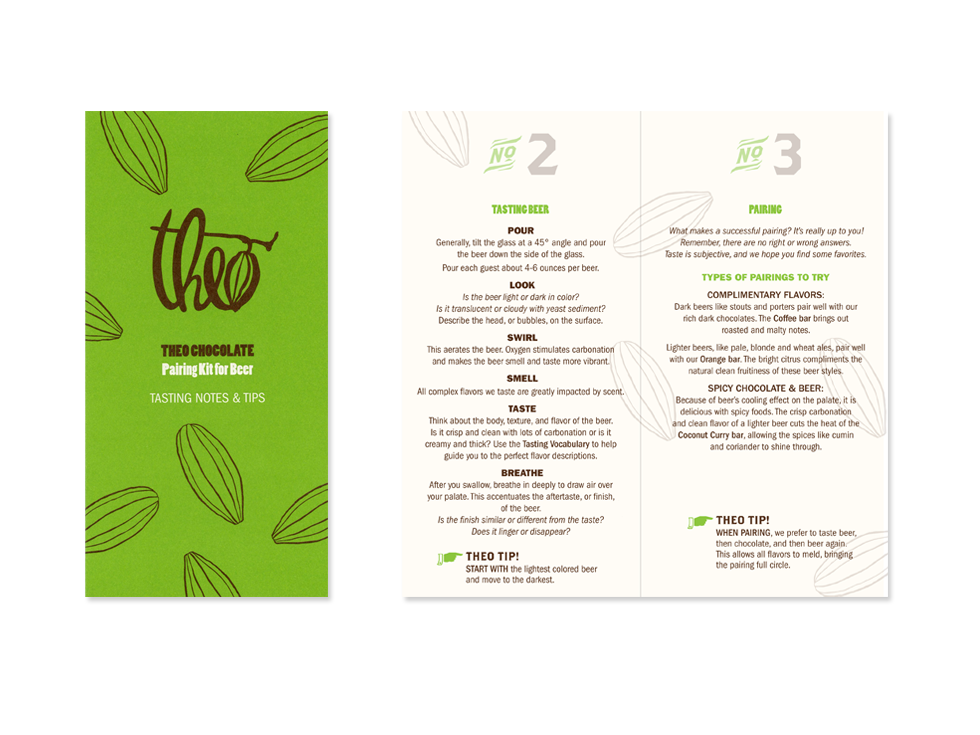 theo
THEO CHOCOLATE
Pairing Kit for Beer
TASTING NOTES & TIPS
No 2
TASTING BEER
POUR
Generally, tilt the glass at a 45° angle and pour
the beer down the side of the glass.
Pour each guest about 4-6 ounces per beer.
LOOK
Is the beer light or dark in color?
Is it translucent or cloudy with yeast sediment?
Describe the head, or bubbles, on the surface.
SWIRL
This aerates the beer. Oxygen stimulates carbonation
and makes the beer smell and taste more vibrant.
SMELL
All complex flavors we taste are greatly impacted by scent.
TASTE
Think about the body, texture, and flavor of the beer.
Is it crisp and clean with lots of carbonation or is it
creamy and thick? Use the Tasting Vocabulary to help
guide you to the perfect flavor descriptions.
BREATHE
After you swallow, breathe in deeply to draw air over
your palate. This accentuates the aftertaste, or finish,
of the beer.
Is the finish similar or different from the taste?
Does it linger or disappear?
THEO TIP!
START WITH the lightest colored beer
and move to the darkest.
No 3
PAIRING
What makes a successful pairing? It's really up to you!
Remember, there are no right or wrong answers.
Taste is subjective, and we hope you find some favorites.
TYPES OF PAIRINGS TO TRY
COMPLIMENTARY FLAVORS:
Dark beers like stouts and porters pair well with our
rich dark chocolates. The Coffee bar brings out
roasted and malty notes.
Lighter beers, like pale, blonde and wheat ales, pair well
with our Orange bar. The bright citrus compliments the
natural clean fruitiness of these beer styles.
SPICY CHOCOLATE & BEER:
Because of beer's cooling effect on the palate, it is
delicious with spicy foods. The crisp carbonation
and clean flavor of a lighter beer cuts the heat of the
Coconut Curry bar, allowing the spices like cumin
and coriander to shine through.
THEO TIP!
WHEN PAIRING, we prefer to taste beer,
then chocolate, and then beer again.
This allows all flavors to meld, bringing
the pairing full circle.